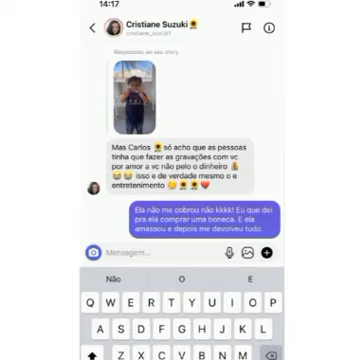 14:17
Cristiane Suzuki🌻
cristiane_suzuki1
Respondeu ao seu story
Mas Carlos 🌻só acho que as pessoas
tinha que fazer as gravações com vc
por amor a vc não pelo o dinheiro 💰
😂😂 isso e de verdade mesmo o e
entretenimento 😋🌻🌻❤️
Ela não me cobrou não kkkk! Eu que dei
pra ela comprar uma boneca. E ela
amassou e depois me devolveu tudo.
Mensagem...
Não O E
Q W E R T Y U I O P
A S D F G H J K L
Z X C V B N M